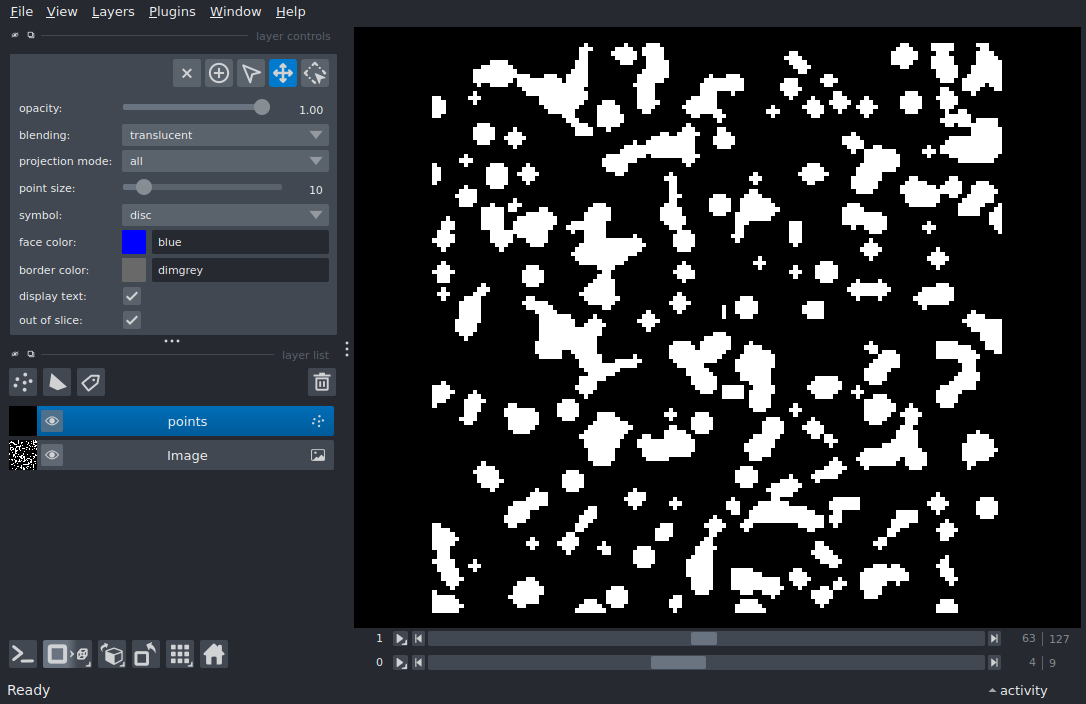 File View Layers Plugins Window Help
layer controls
opacity: 1.00
blending: translucent
projection mode: all
point size: 10
symbol: disc
face color: blue
border color: dimgrey
display text:
out of slice:
layer list
points
Image
1 63 127
0 4 9
Ready activity